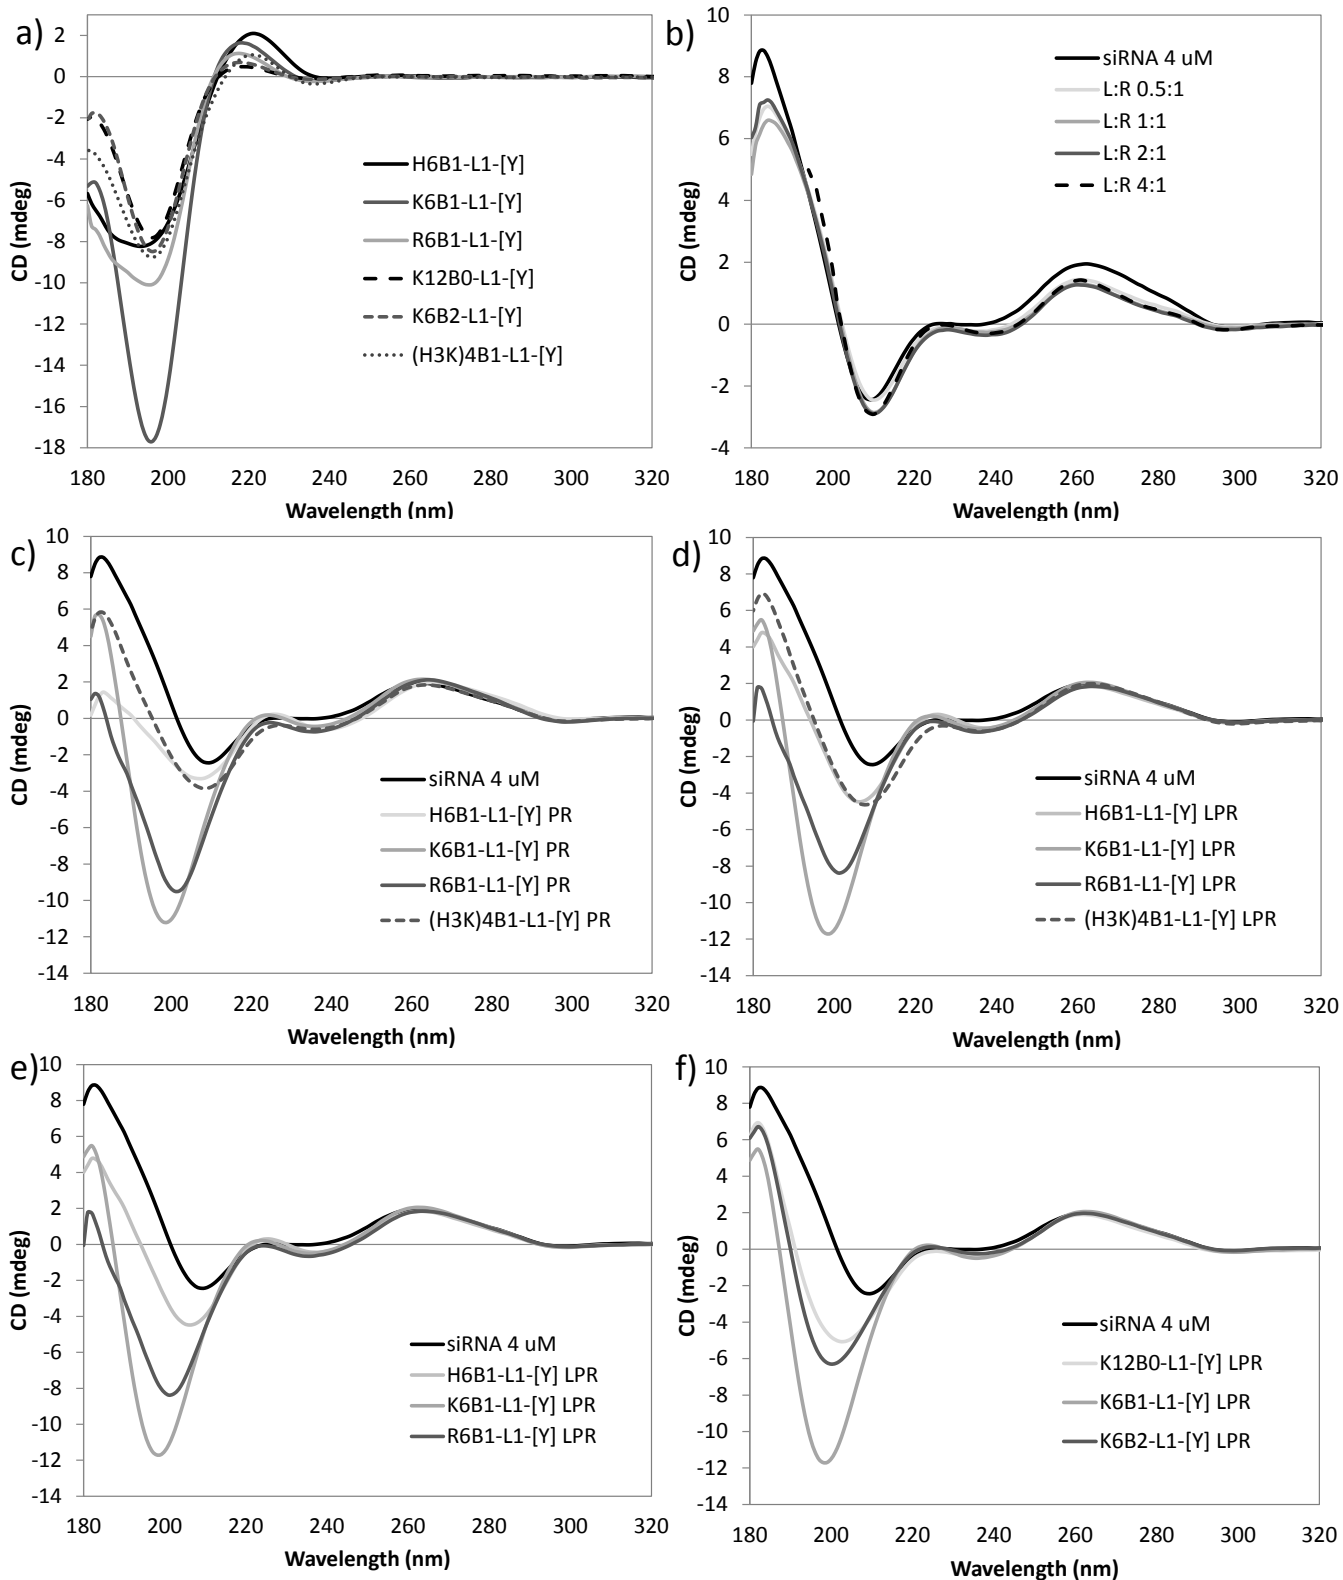 a)
2
0
-2
-4
-6
-8
-10
-12
-14
-16
-18
CD (mdeg)
H6B1-L1-[Y]
K6B1-L1-[Y]
R6B1-L1-[Y]
K12B0-L1-[Y]
K6B2-L1-[Y]
(H3K)4B1-L1-[Y]
180 200 220 240 260 280 300 320
Wavelength (nm)
b)
10
8
6
4
2
0
-2
-4
CD (mdeg)
siRNA 4 uM
L:R 0.5:1
L:R 1:1
L:R 2:1
L:R 4:1
180 200 220 240 260 280 300 320
Wavelength (nm)
c)
10
8
6
4
2
0
-2
-4
-6
-8
-10
-12
-14
CD (mdeg)
siRNA 4 uM
H6B1-L1-[Y] PR
K6B1-L1-[Y] PR
R6B1-L1-[Y] PR
(H3K)4B1-L1-[Y] PR
180 200 220 240 260 280 300 320
Wavelength (nm)
d)
10
8
6
4
2
0
-2
-4
-6
-8
-10
-12
-14
CD (mdeg)
siRNA 4 uM
H6B1-L1-[Y] LPR
K6B1-L1-[Y] LPR
R6B1-L1-[Y] LPR
(H3K)4B1-L1-[Y] LPR
180 200 220 240 260 280 300 320
Wavelength (nm)
e)
10
8
6
4
2
0
-2
-4
-6
-8
-10
-12
-14
CD (mdeg)
siRNA 4 uM
H6B1-L1-[Y] LPR
K6B1-L1-[Y] LPR
R6B1-L1-[Y] LPR
180 200 220 240 260 280 300 320
Wavelength (nm)
f)
10
8
6
4
2
0
-2
-4
-6
-8
-10
-12
-14
CD (mdeg)
siRNA 4 uM
K12B0-L1-[Y] LPR
K6B1-L1-[Y] LPR
K6B2-L1-[Y] LPR
180 200 220 240 260 280 300 320
Wavelength (nm)